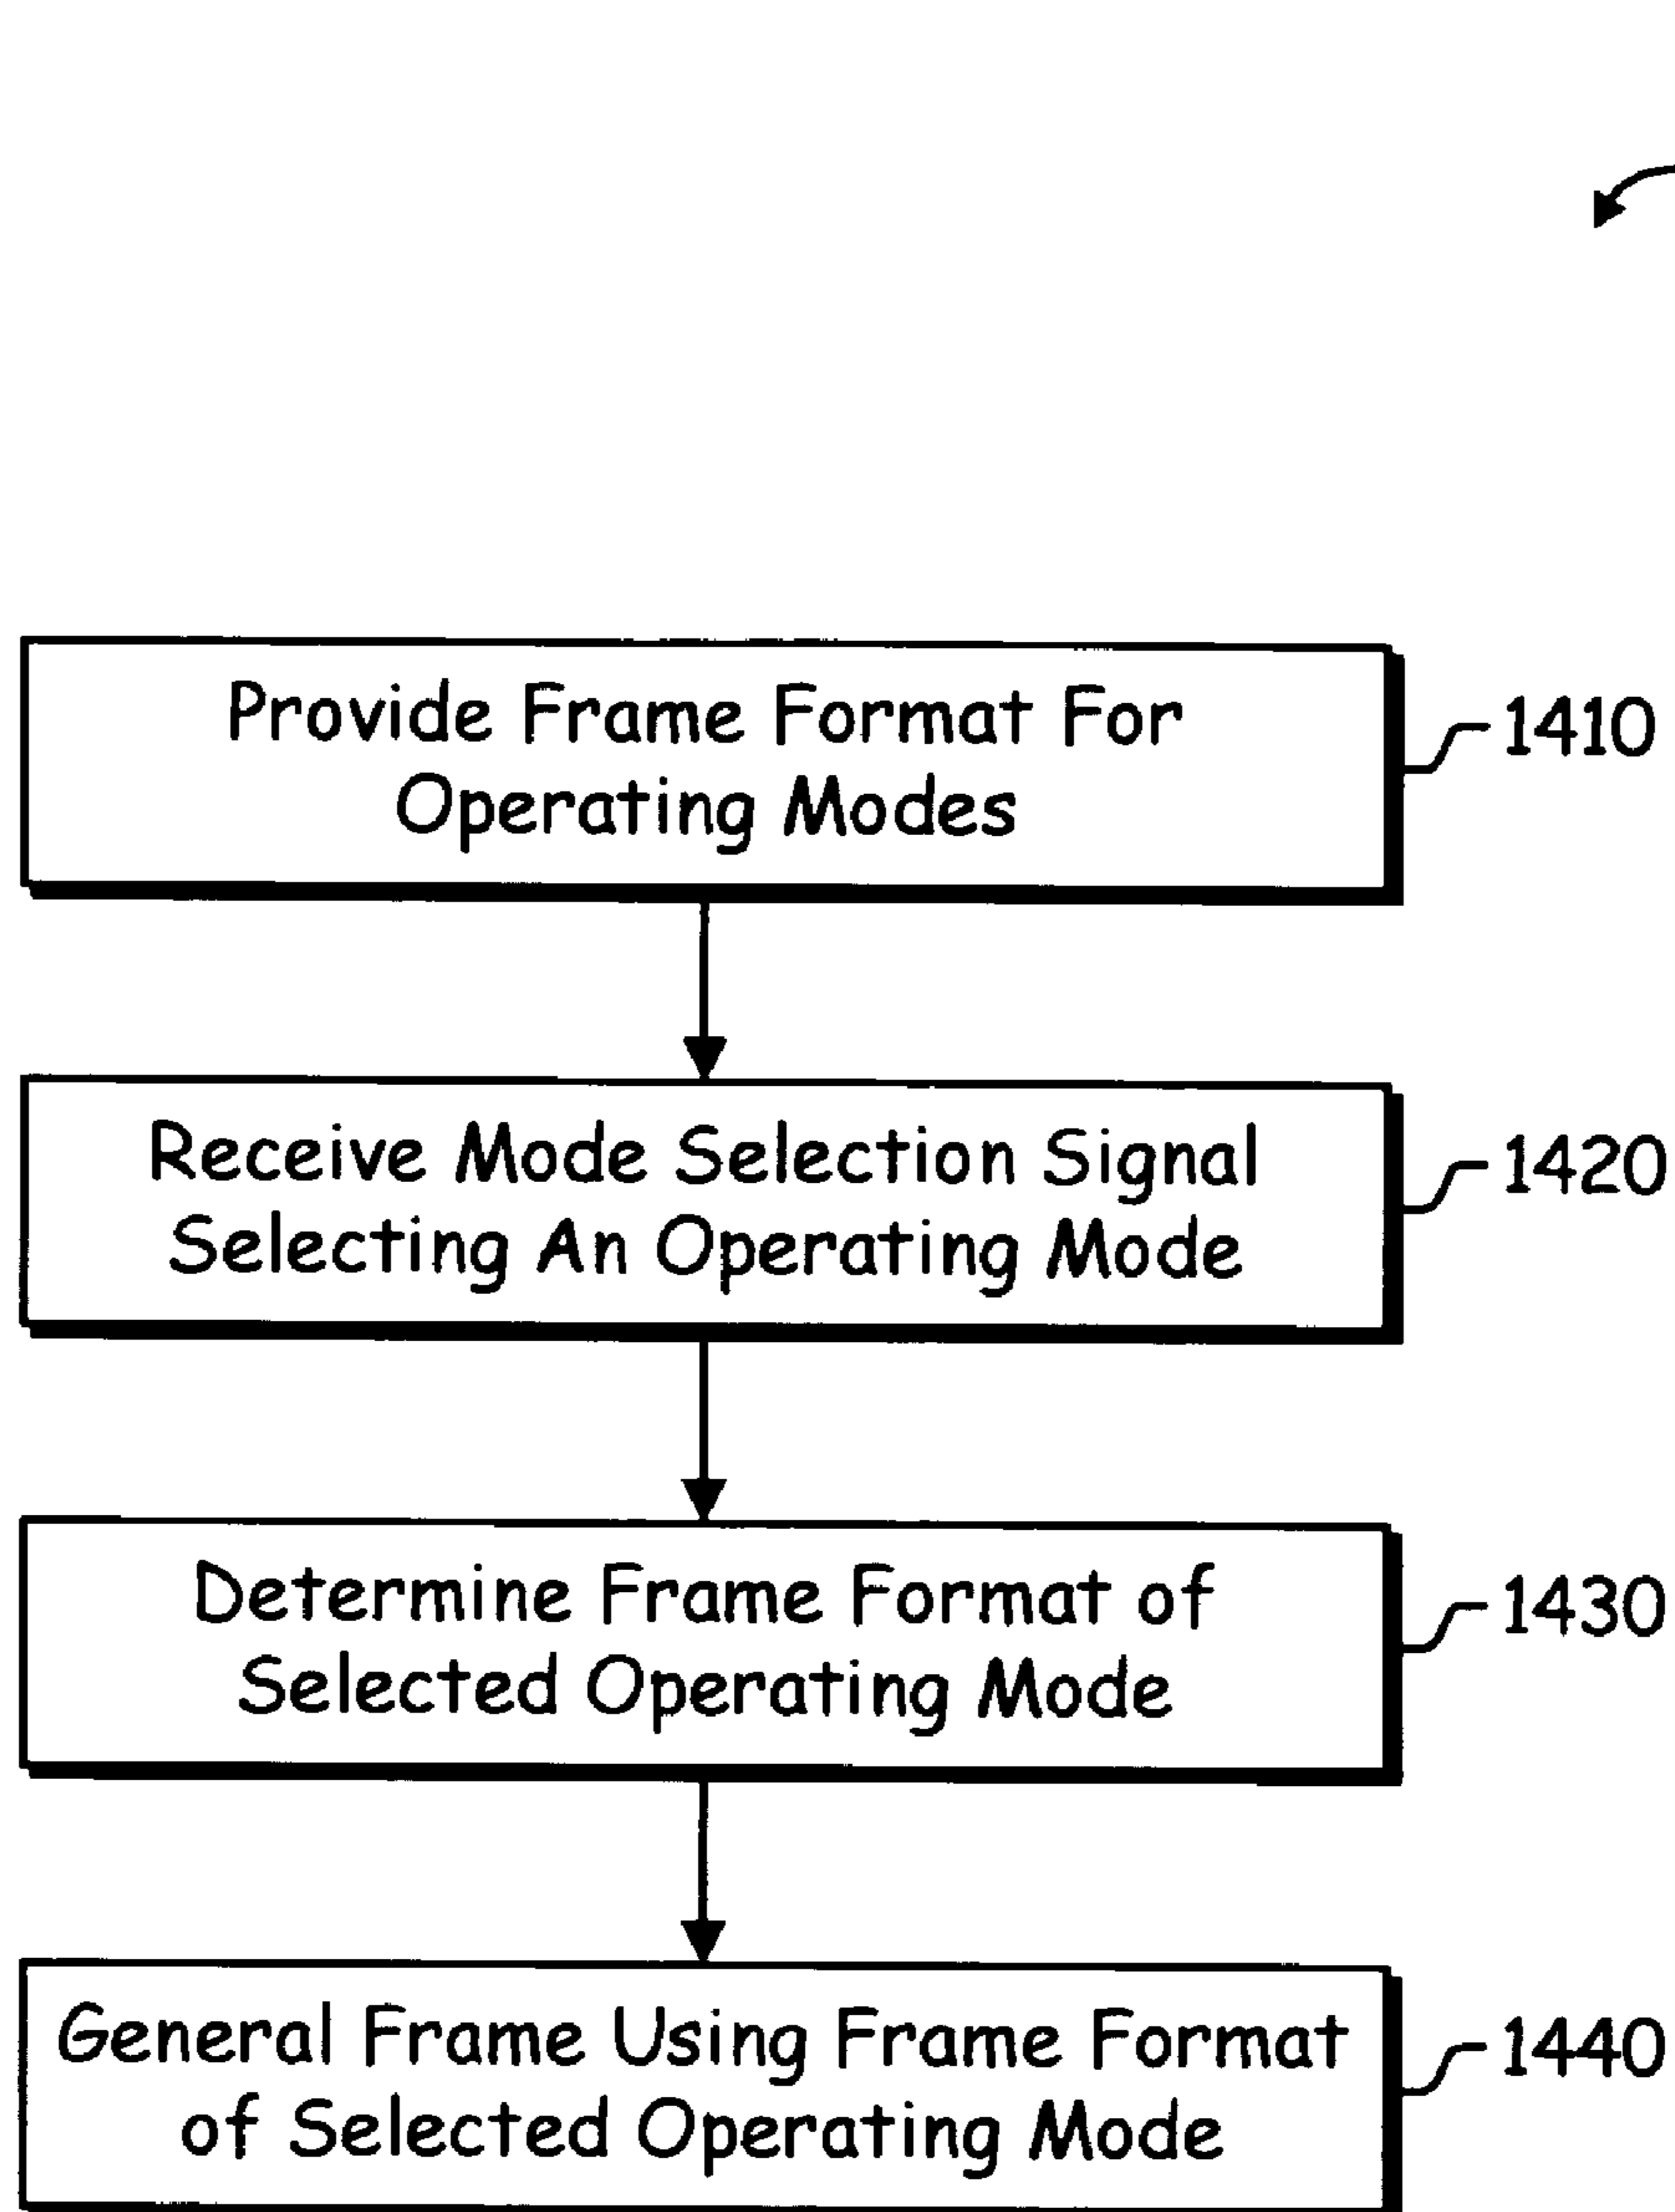 Provide Frame Format For
Operating Modes
1410
Receive Mode Selection Signal
Selecting An Operating Mode
1420
Determine Frame Format of
Selected Operating Mode
1430
General Frame Using Frame Format
of Selected Operating Mode
1440